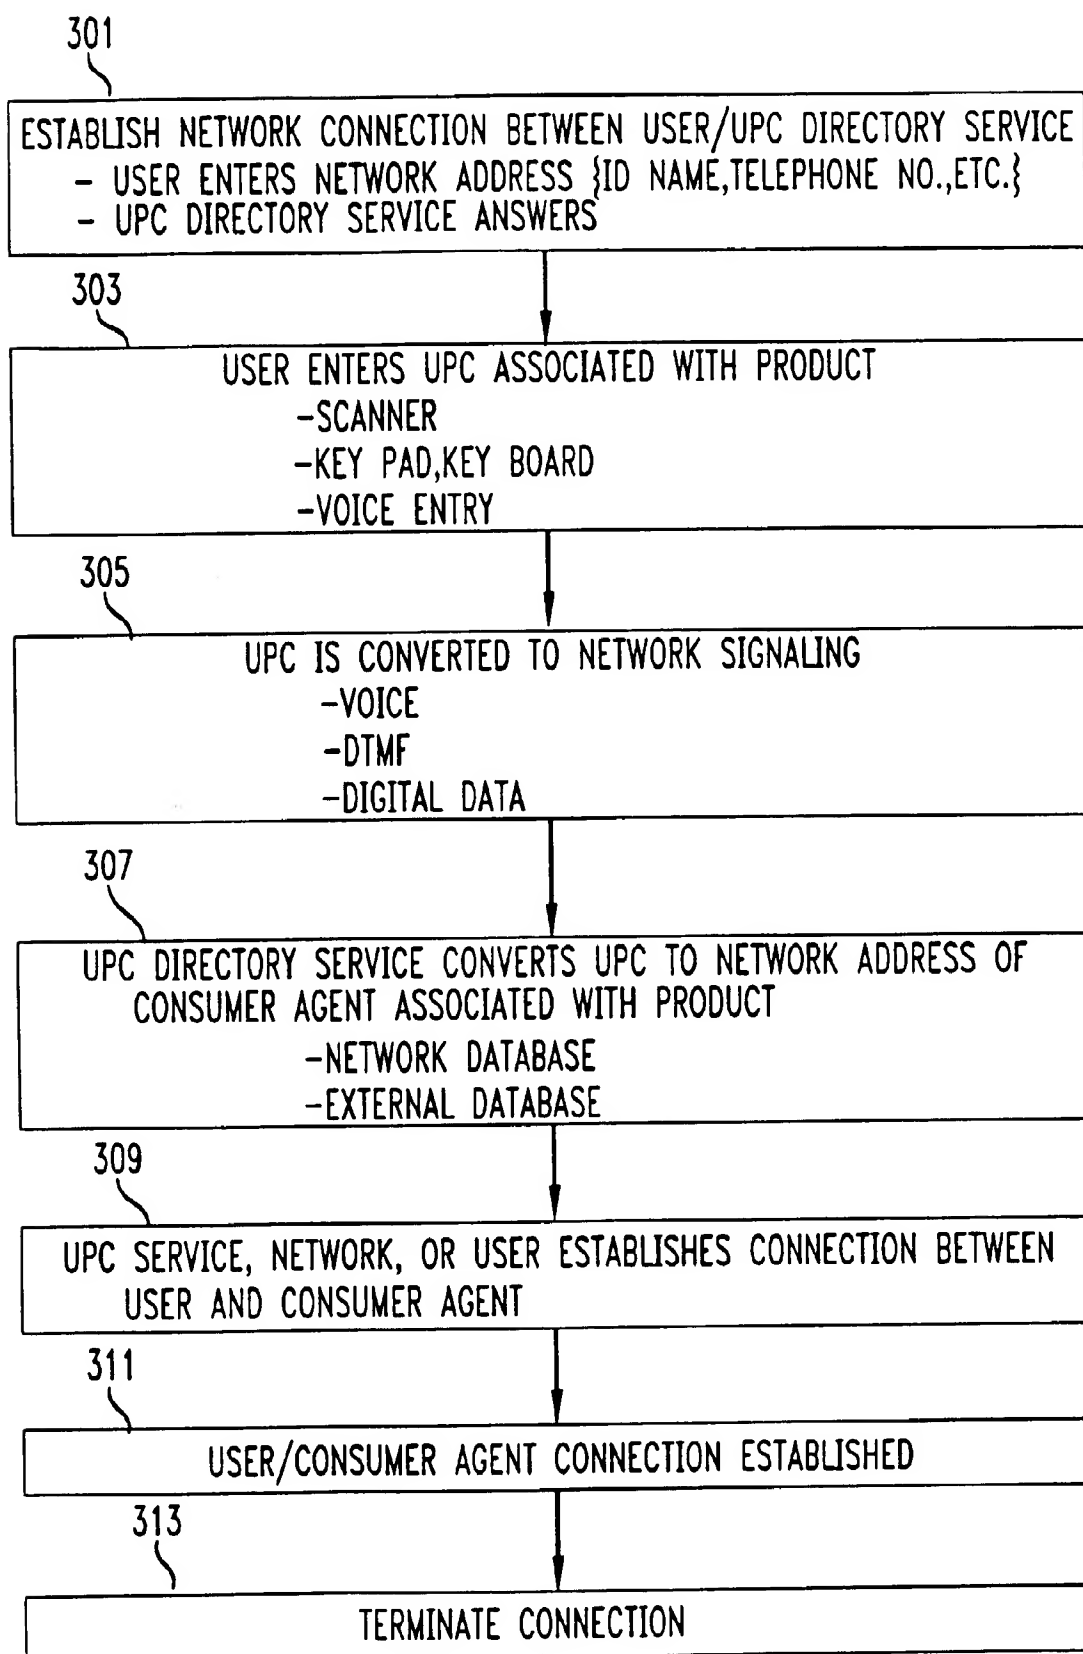 301
ESTABLISH NETWORK CONNECTION BETWEEN USER/UPC DIRECTORY SERVICE
- USER ENTERS NETWORK ADDRESS {ID NAME,TELEPHONE NO.,ETC.}
- UPC DIRECTORY SERVICE ANSWERS
303
USER ENTERS UPC ASSOCIATED WITH PRODUCT
-SCANNER
-KEY PAD,KEY BOARD
-VOICE ENTRY
305
UPC IS CONVERTED TO NETWORK SIGNALING
-VOICE
-DTMF
-DIGITAL DATA
307
UPC DIRECTORY SERVICE CONVERTS UPC TO NETWORK ADDRESS OF
CONSUMER AGENT ASSOCIATED WITH PRODUCT
-NETWORK DATABASE
-EXTERNAL DATABASE
309
UPC SERVICE, NETWORK, OR USER ESTABLISHES CONNECTION BETWEEN
USER AND CONSUMER AGENT
311
USER/CONSUMER AGENT CONNECTION ESTABLISHED
313
TERMINATE CONNECTION